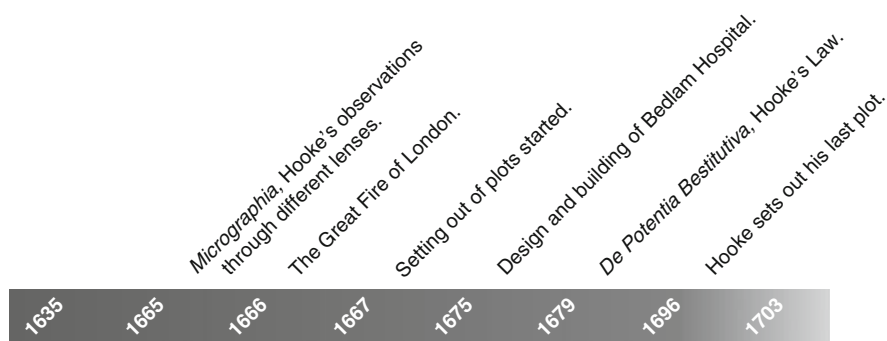 Micrographia, Hooke's observations
through different lenses.
The Great Fire of London.
Setting out of plots started.
Design and building of Bedlam Hospital.
De Potentia Bestitutiva, Hooke's Law.
Hooke sets out his last plot.
1635
1665
1666
1667
1675
1679
1696
1703